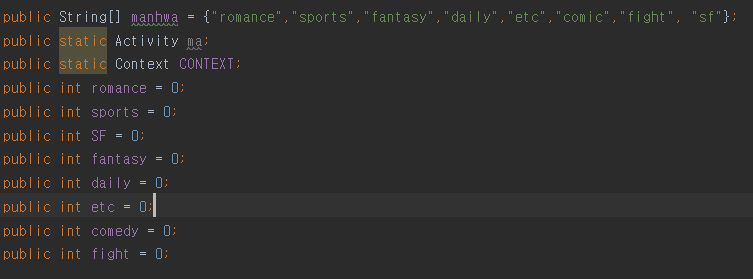 public String[] manhwa = {"romance","sports","fantasy","daily","etc","comic","fight", "sf"};
public static Activity ma;
public static Context CONTEXT;
public int romance = 0;
public int sports = 0;
public int SF = 0;
public int fantasy = 0;
public int daily = 0;
public int etc = 0;
public int comedy = 0;
public int fight = 0;